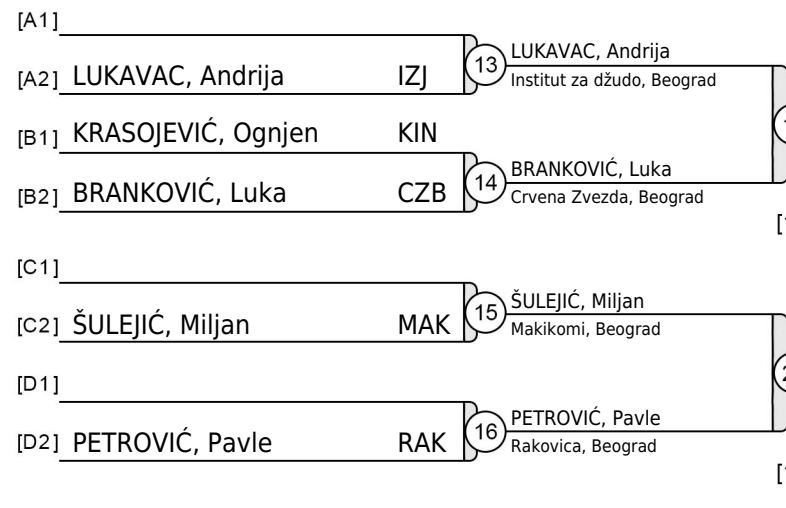 [A1]
[A2] LUKAVAC, Andrija IZJ
13
LUKAVAC, Andrija
Institut za džudo, Beograd
[B1] KRASOJEVIĆ, Ognjen KIN
[B2] BRANKOVIĆ, Luka CZB
14
BRANKOVIĆ, Luka
Crvena Zvezda, Beograd
[C1]
[C2] ŠULEJIĆ, Miljan MAK
15
ŠULEJIĆ, Miljan
Makikomi, Beograd
[D1]
[D2] PETROVIĆ, Pavle RAK
16
PETROVIĆ, Pavle
Rakovica, Beograd